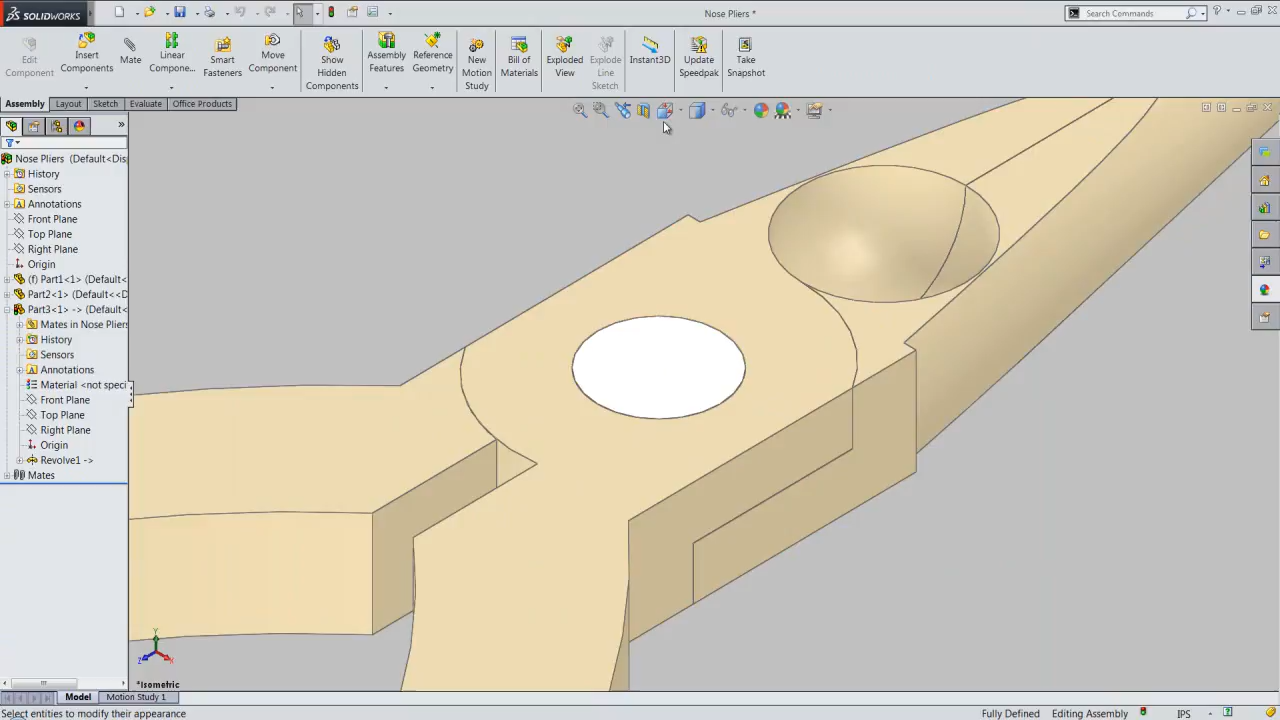 SOLIDWORKS
Nose Pliers *
Search Commands
Edit Component
Insert Components
Mate
Linear Compone...
Smart Fasteners
Move Component
Show Hidden Components
Assembly Features
Reference Geometry
New Motion Study
Bill of Materials
Exploded View
Explode Line Sketch
Instant3D
Update Speedpak
Take Snapshot
Assembly
Layout
Sketch
Evaluate
Office Products
Nose Pliers (Default<Dis
History
Sensors
Annotations
Front Plane
Top Plane
Right Plane
Origin
(f) Part1<1> (Default<
Part2<1> (Default<<D
Part3<1> -> (Default<
Mates in Nose Pliers
History
Sensors
Annotations
Material <not speci
Front Plane
Top Plane
Right Plane
Origin
Revolve1 ->
Mates
Y
Z
X
*Isometric
Model
Motion Study 1
Select entities to modify their appearance
Fully Defined
Editing Assembly
IPS